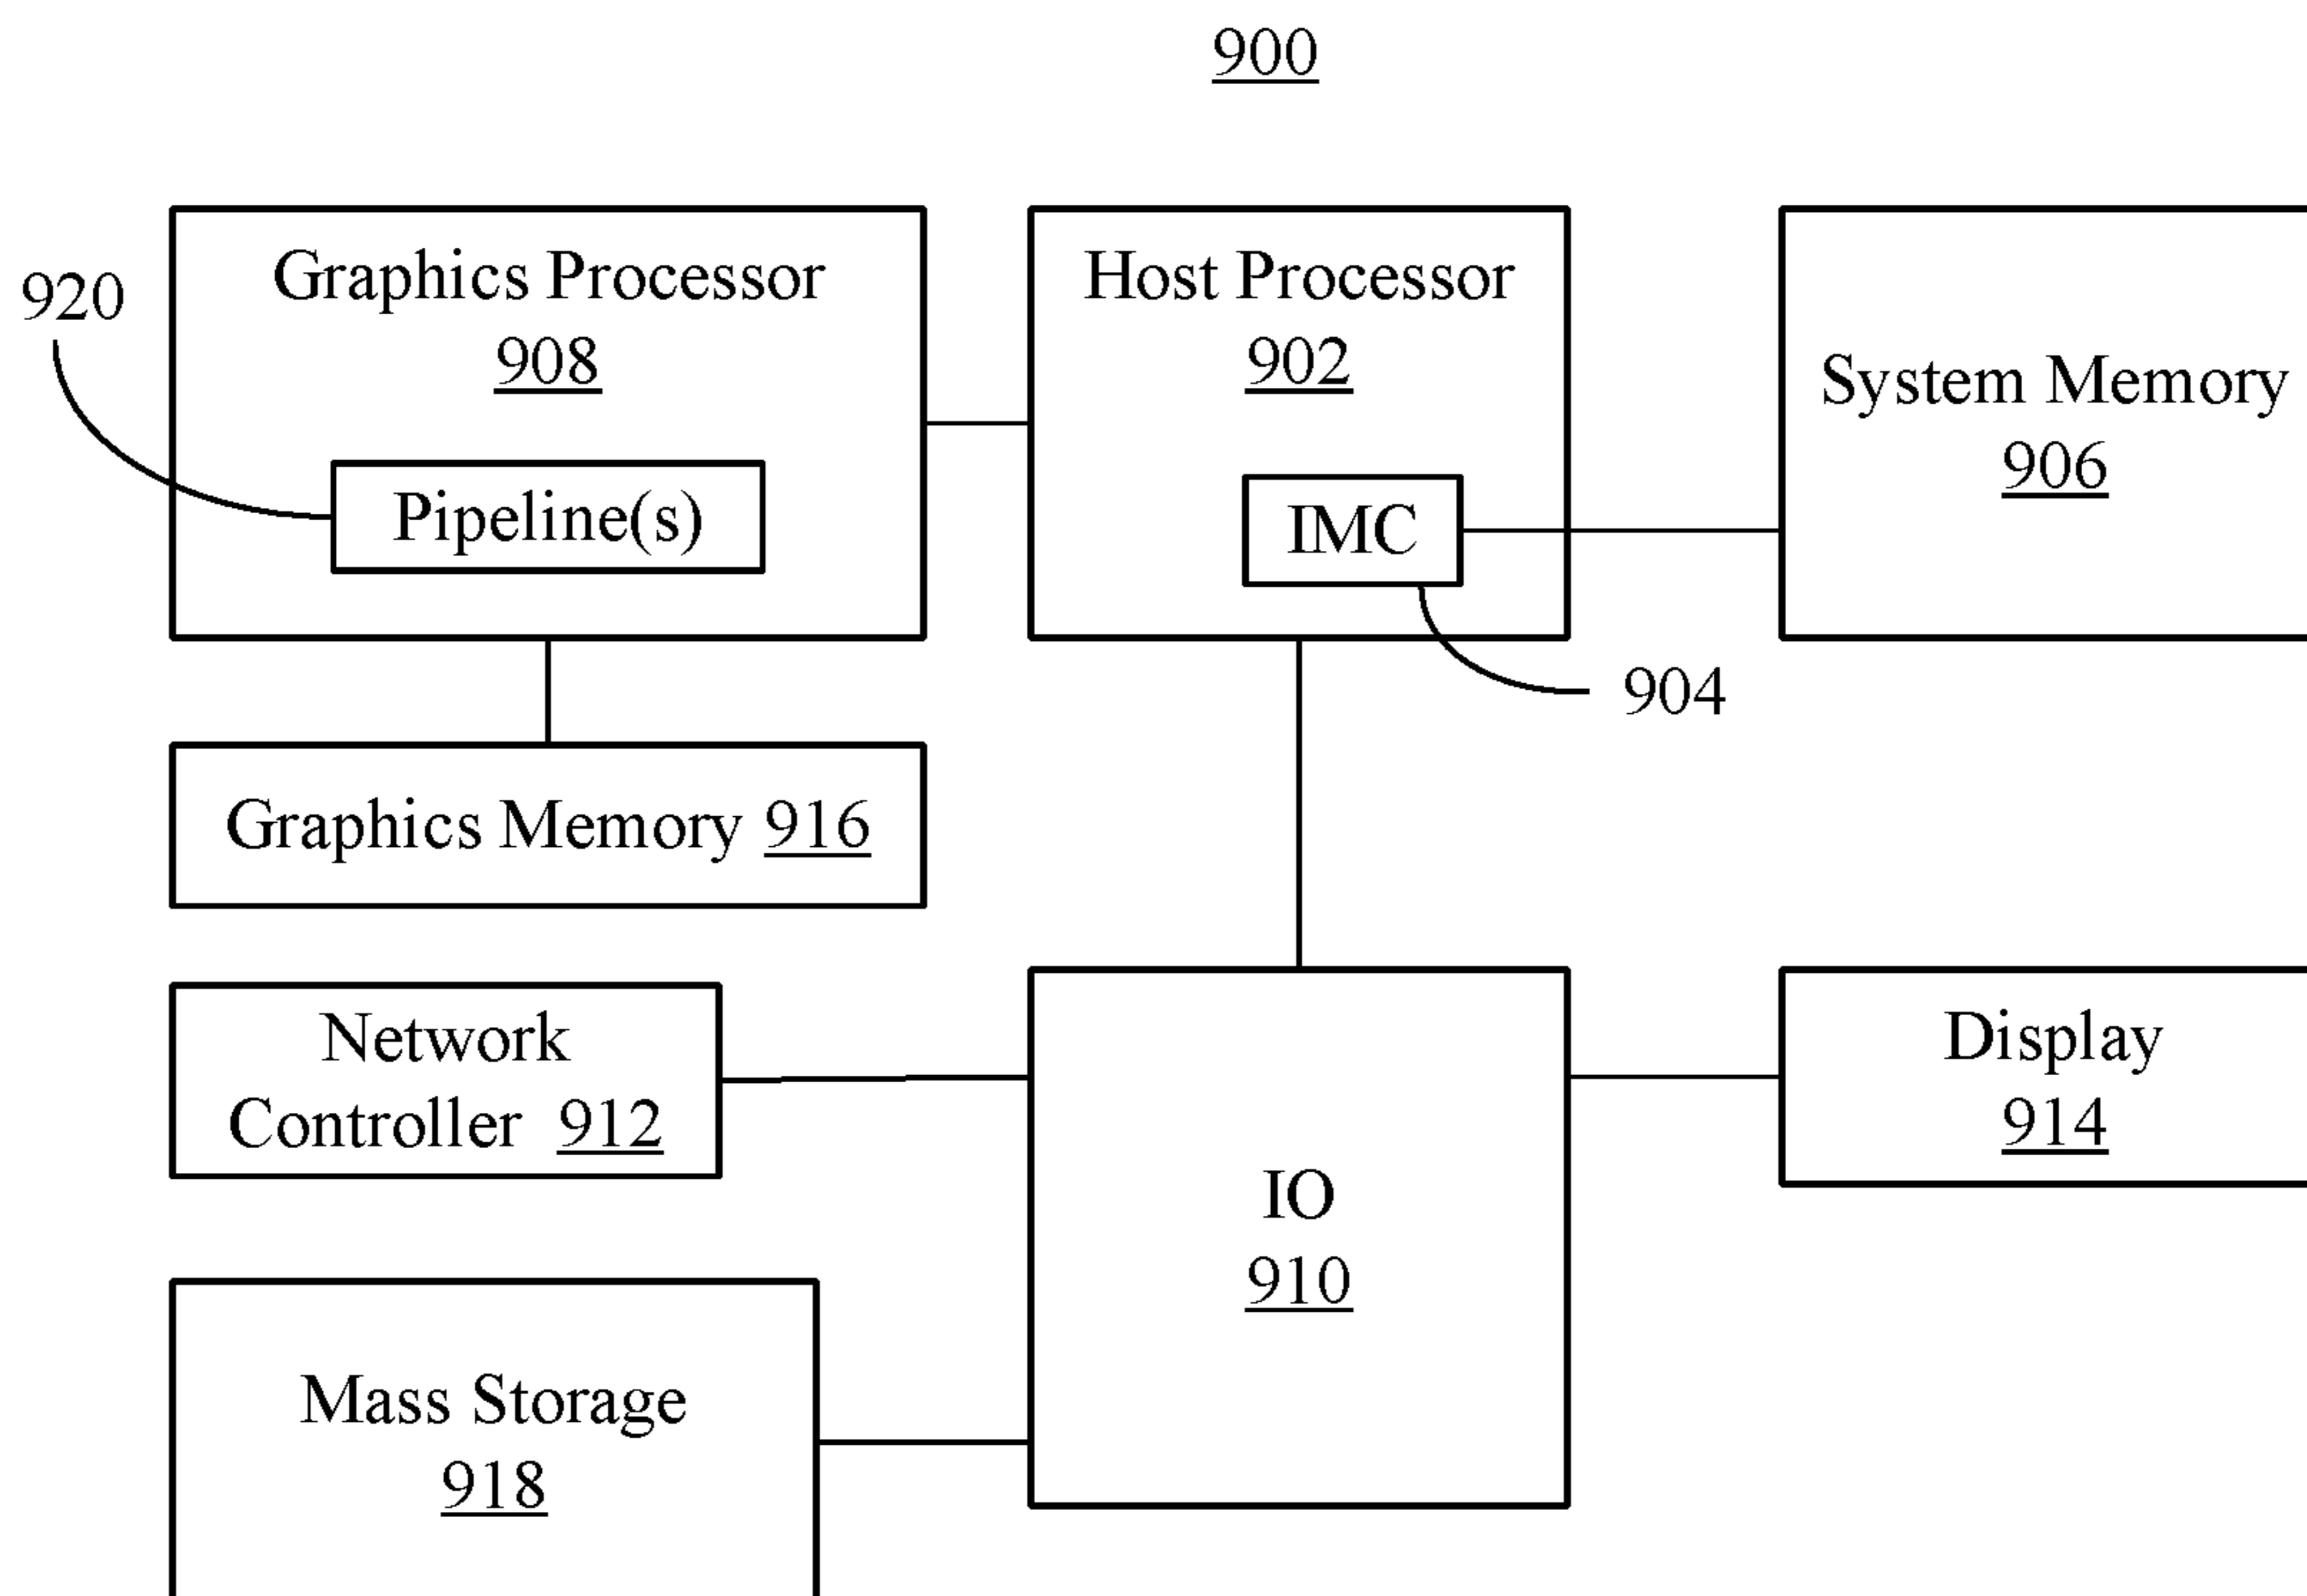 900
Graphics Processor
908
920
Pipeline(s)
Host Processor
902
IMC
904
System Memory
906
Graphics Memory 916
Network
Controller 912
IO
910
Display
914
Mass Storage
918